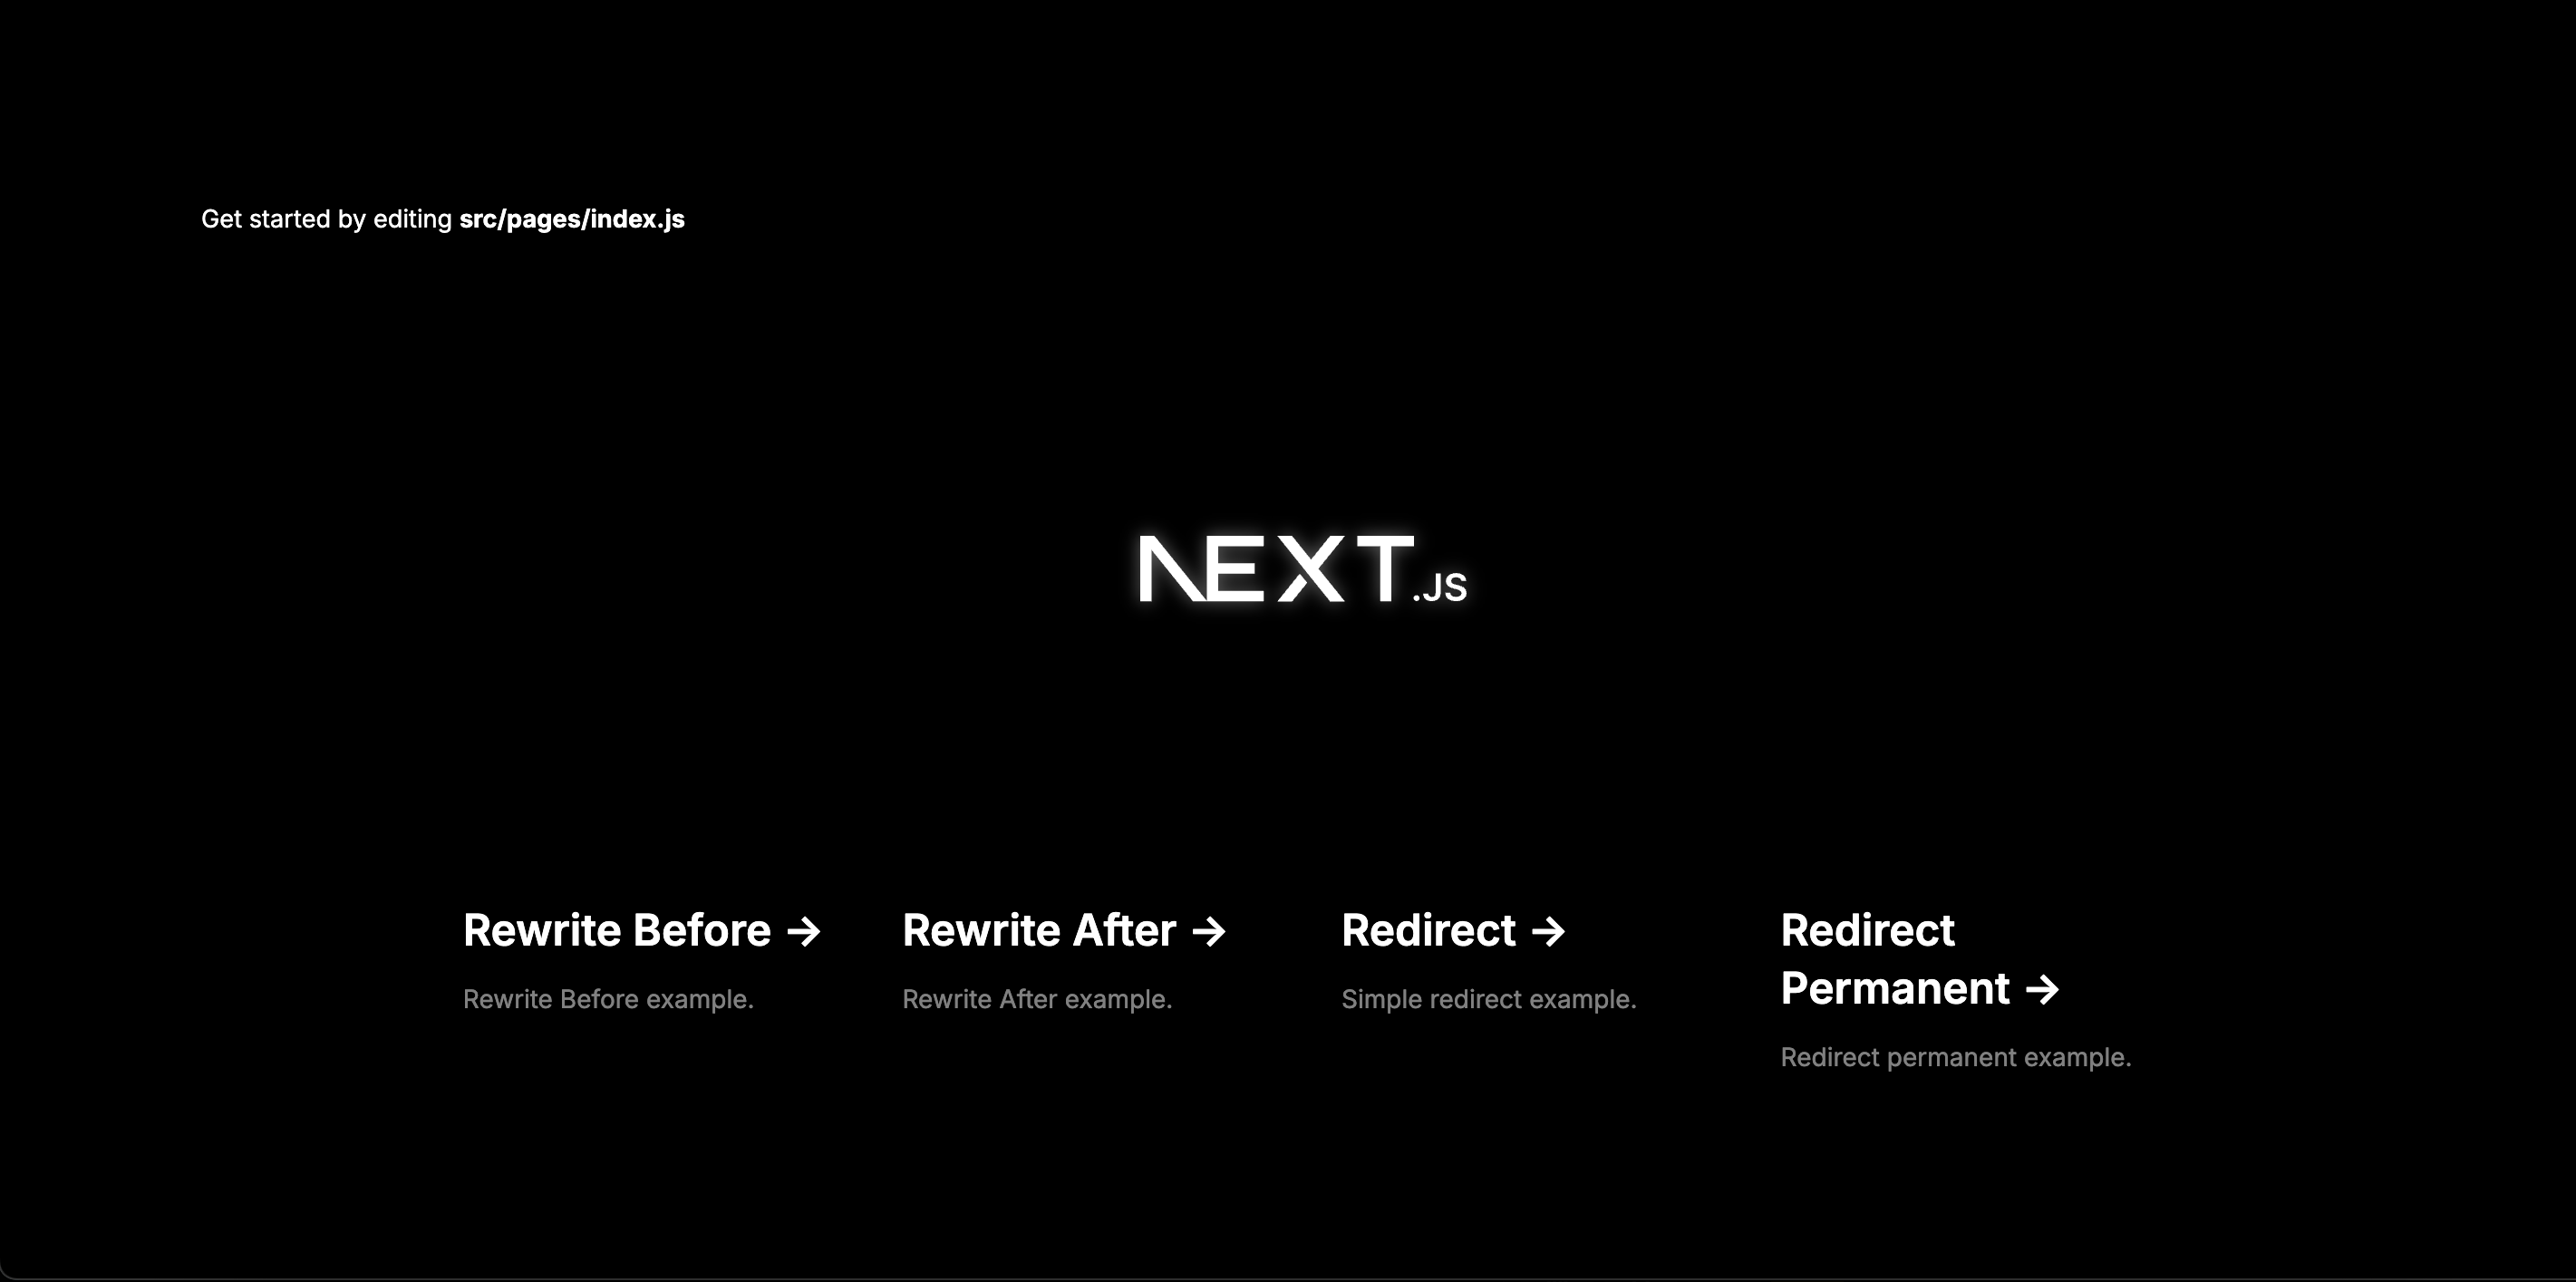 Get started by editing src/pages/index.js
NEXT.JS
Rewrite Before →
Rewrite Before example.
Rewrite After →
Rewrite After example.
Redirect →
Simple redirect example.
Redirect
Permanent →
Redirect permanent example.